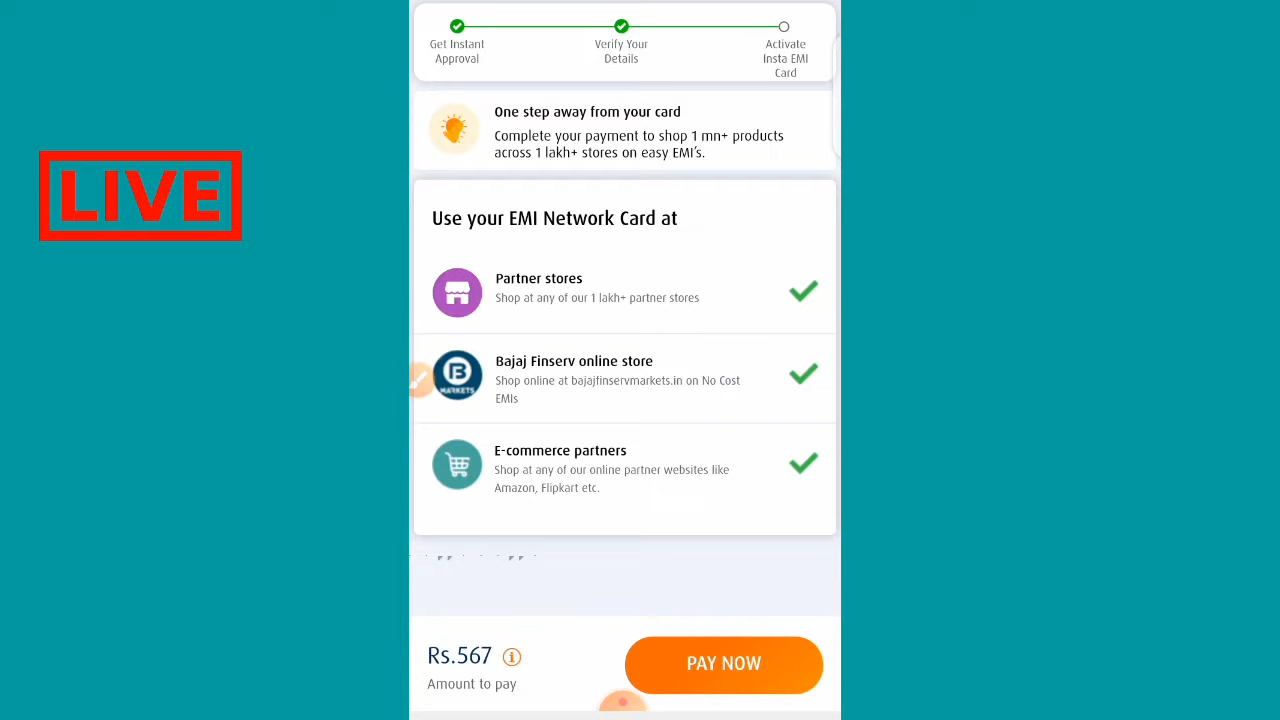 Get Instant
Approval
Verify Your
Details
Activate
Insta EMI
Card
LIVE
One step away from your card
Complete your payment to shop 1 mn+ products
across 1 lakh+ stores on easy EMI's.
Use your EMI Network Card at
Partner stores
Shop at any of our 1 lakh+ partner stores
B
MARKETS
Bajaj Finserv online store
Shop online at bajajfinservmarkets.in on No Cost
EMIs
E-commerce partners
Shop at any of our online partner websites like
Amazon, Flipkart etc.
Rs.567
Amount to pay
PAY NOW